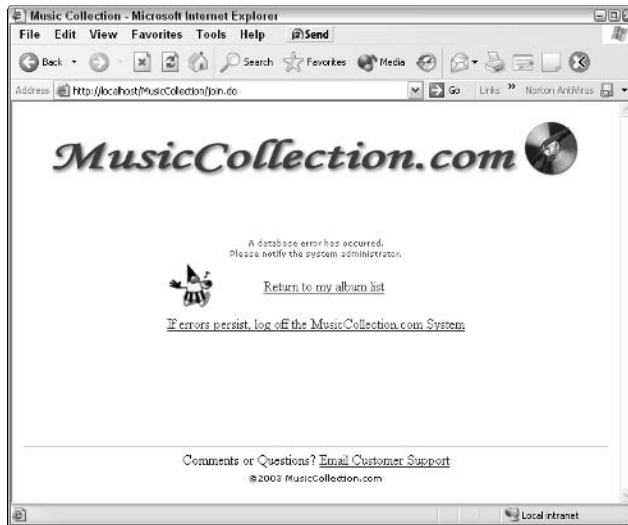 Music Collection - Microsoft Internet Explorer
File Edit View Favorites Tools Help Send
Back Search Favorites Media
Address http://localhost/MusicCollection/join.do Go Links » Norton AntiVirus
MusicCollection.com
A database error has occurred.
Please notify the system administrator.
Return to my album list
If errors persist, log off the MusicCollection.com System
Comments or Questions? Email Customer Support
©2003 MusicCollection.com
Local intranet